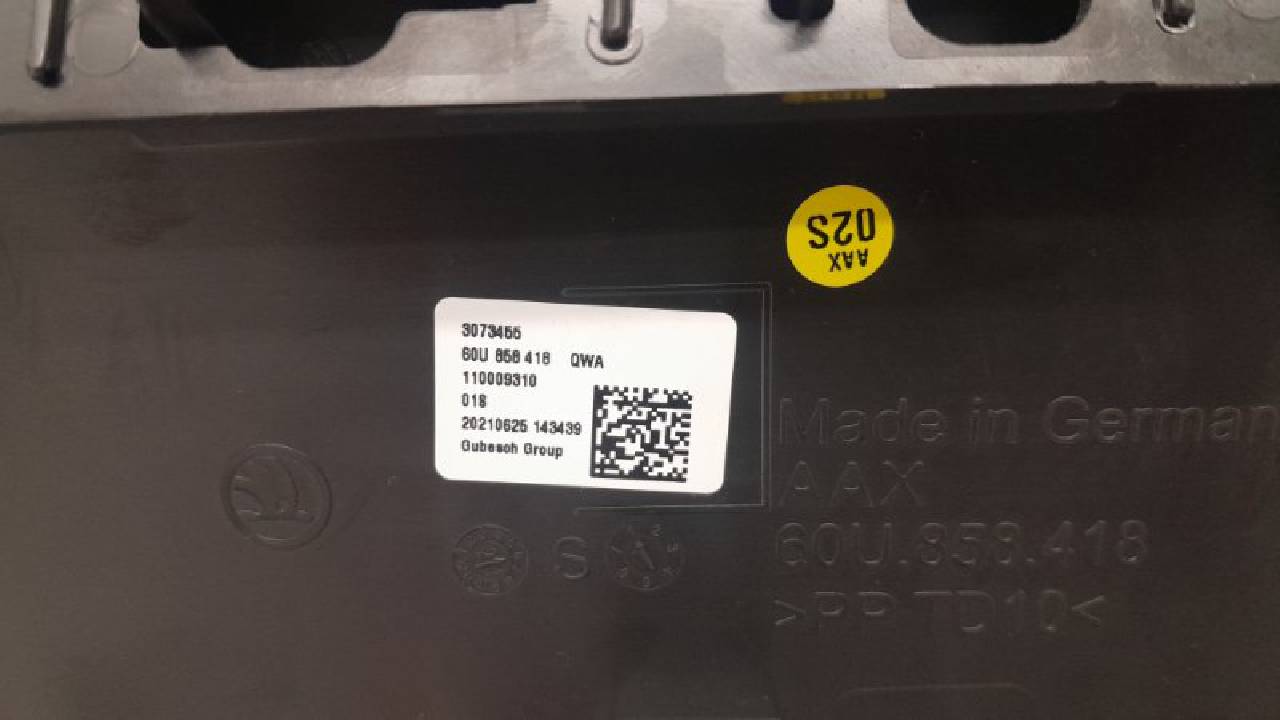 02S
AAX
3073455
60U 858 418 QWA
110009310
018
20210625 143439
Gubesch Group
Made in German
AAX
60U.858.418
S
>PP TD10<